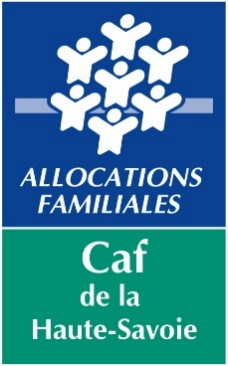 ALLOCATIONS
FAMILIALES
Caf
de la
Haute-Savoie